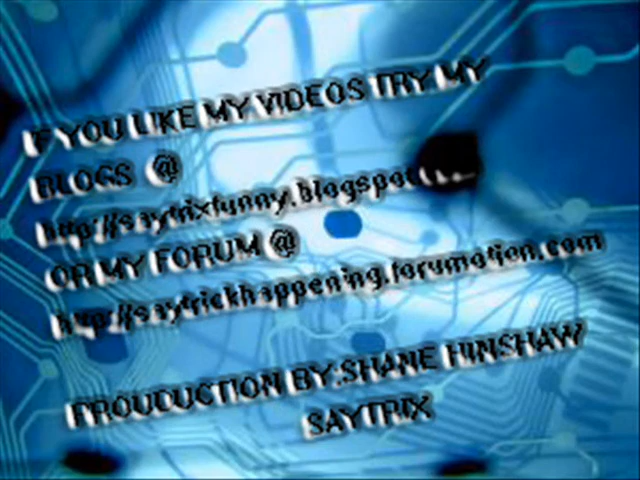 IF YOU LIKE MY VIDEOS TRY MY
BLOGS @
http://saytrixfunny.blogspot.com
OR MY FORUM @
http://saytrickhappening.forumotion.com
PROUDUCTION BY:SHANE HINSHAW
SAYTRIX